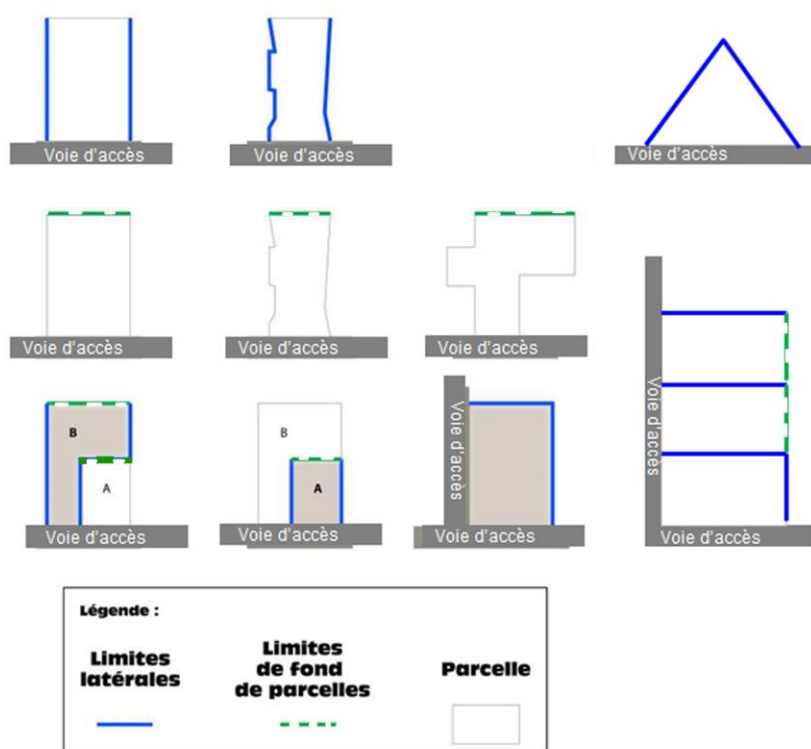 Voie d'accès
Voie d'accès
Voie d'accès
Voie d'accès
Voie d'accès
Voie d'accès
Voie d'accès
B
A
Voie d'accès
B
A
Voie d'accès
Voie d'accès
Voie d'accès
Voie d'accès
Légende :
Limites
latérales
Limites
de fond
de parcelles
Parcelle